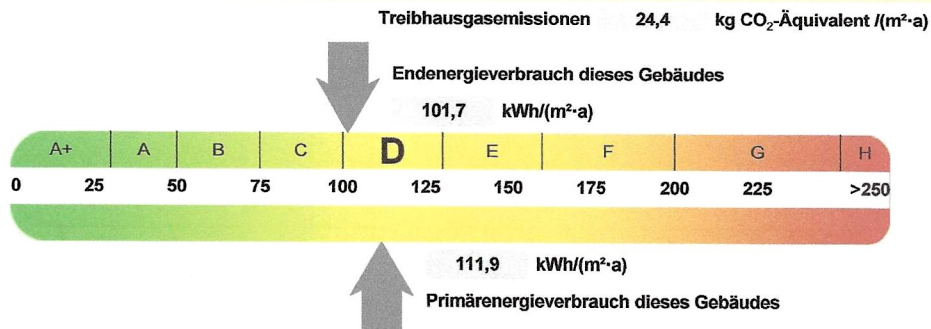 Treibhausgasemissionen 24,4 kg CO₂-Äquivalent /(m²·a)
Endenergieverbrauch dieses Gebäudes
101,7 kWh/(m²·a)
A+ A B C D E F G H
0 25 50 75 100 125 150 175 200 225 >250
111,9 kWh/(m²·a)
Primärenergieverbrauch dieses Gebäudes